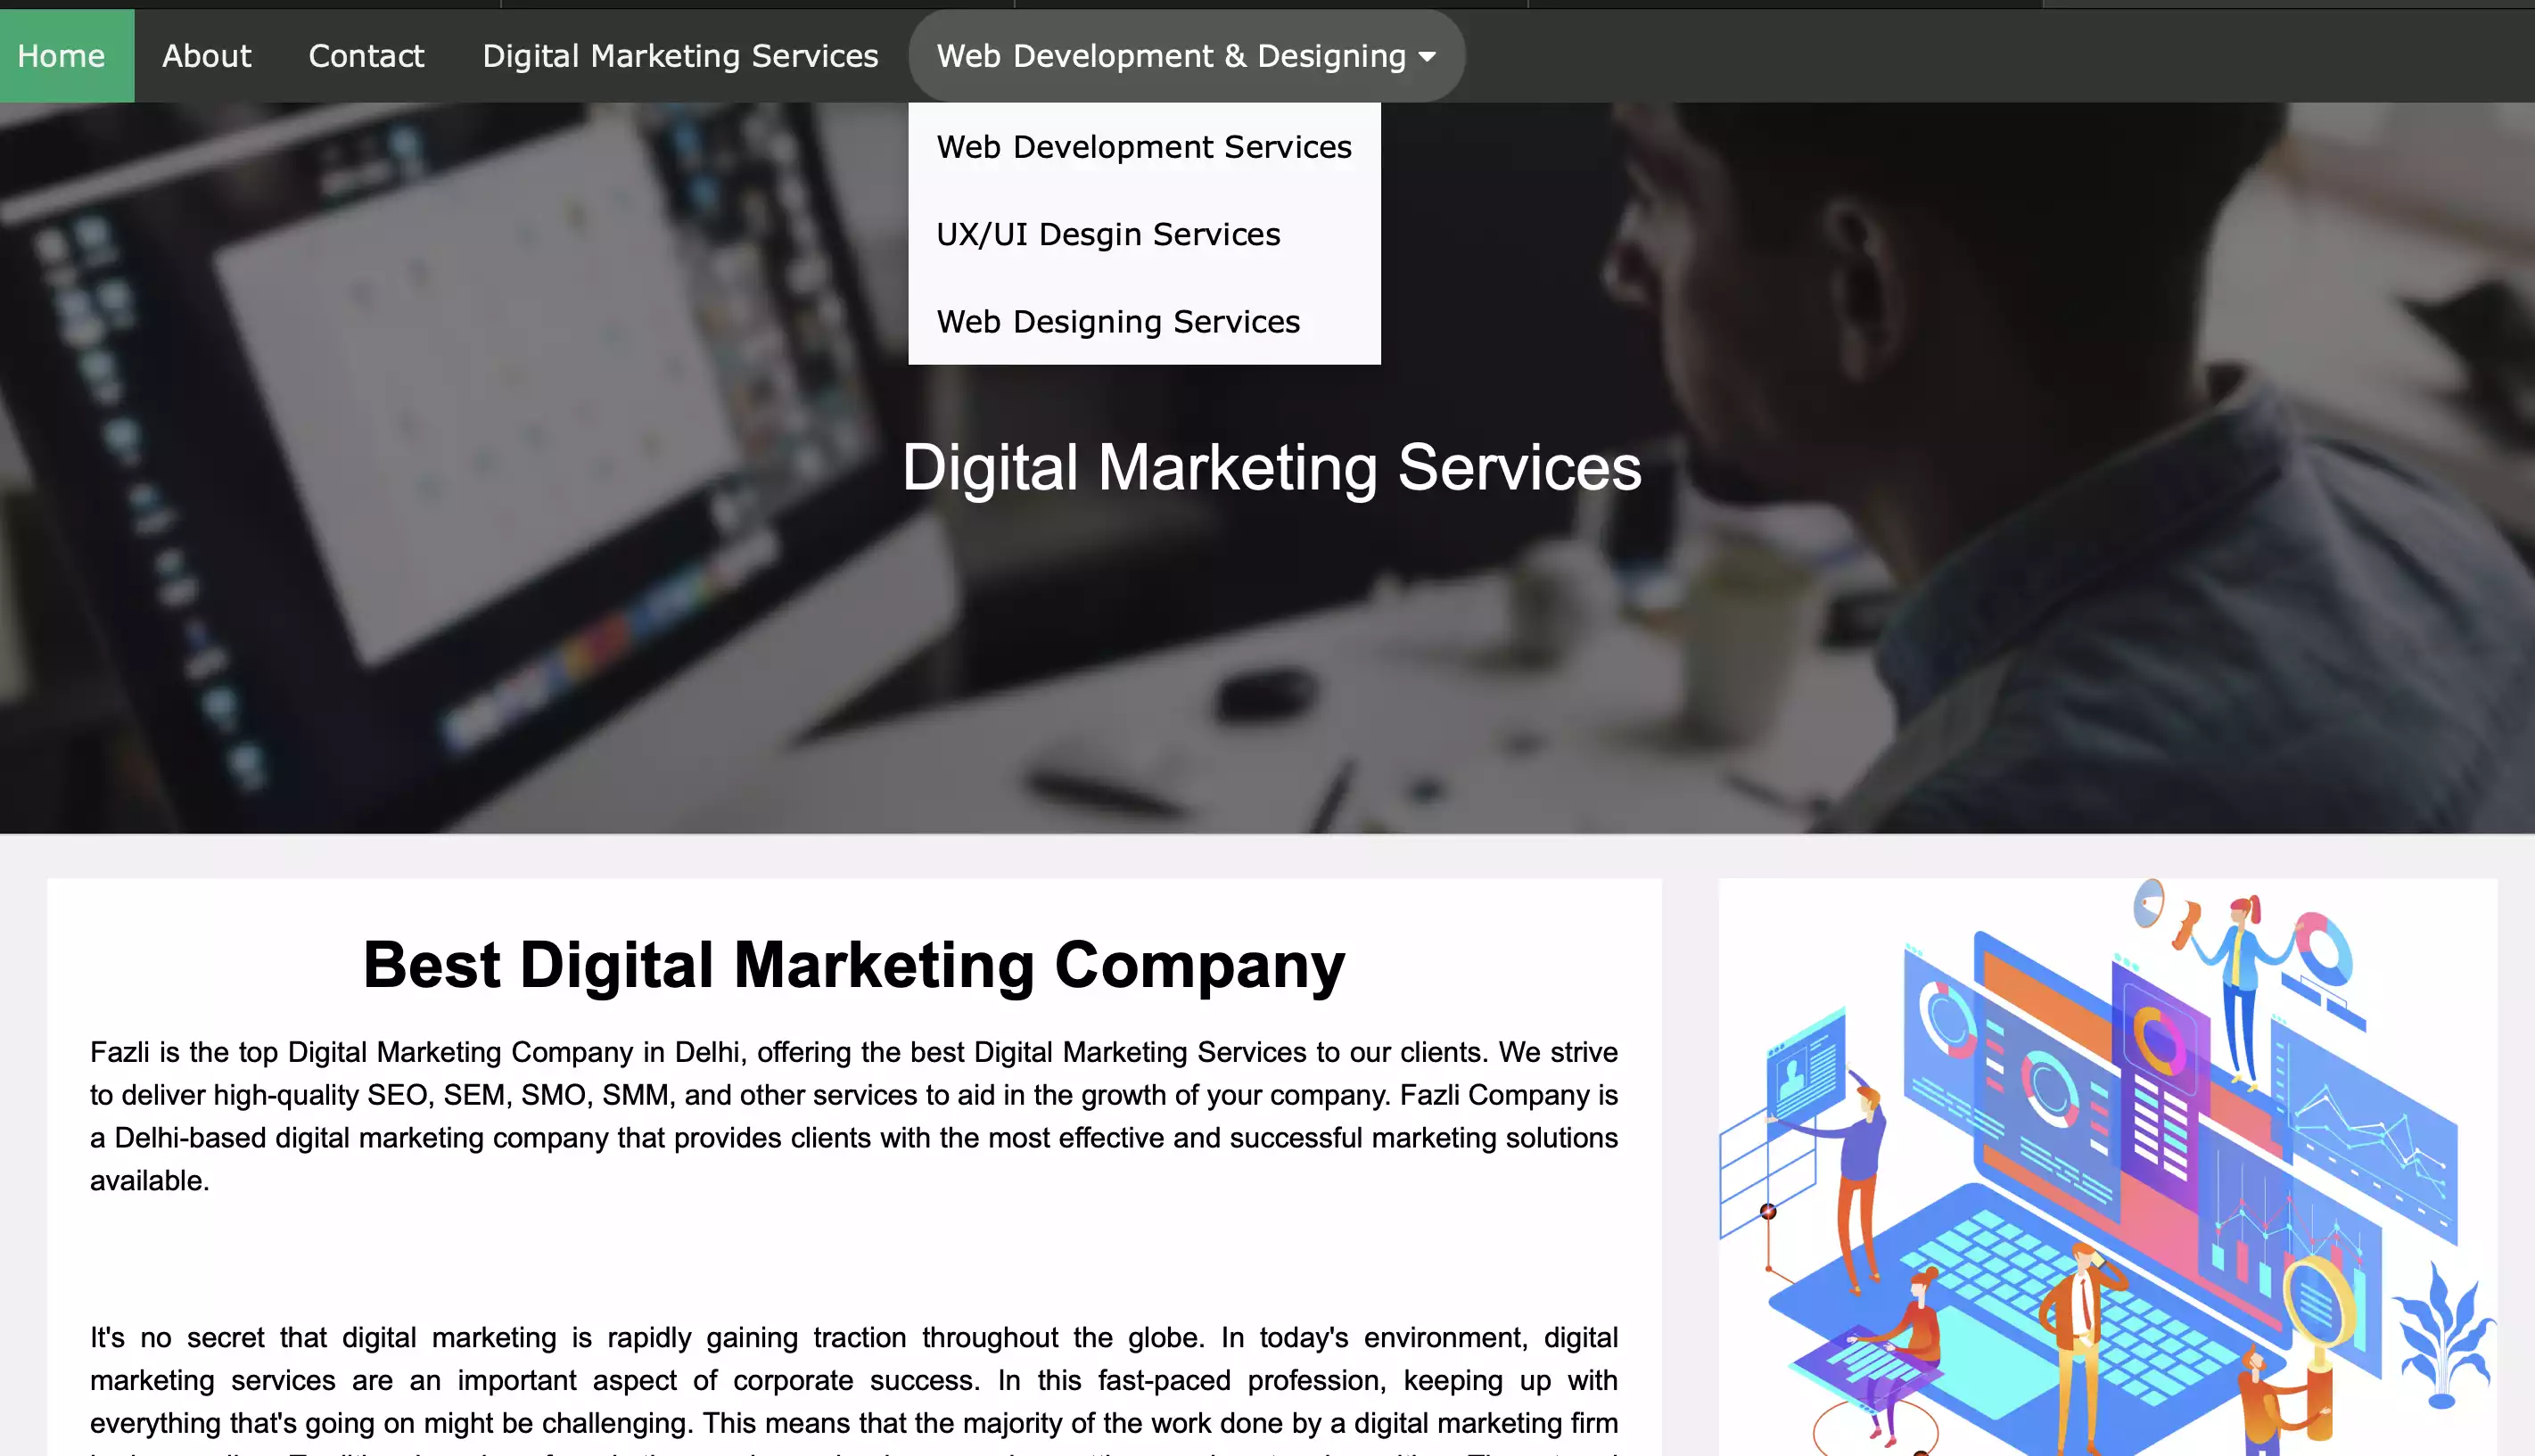 Home About Contact Digital Marketing Services Web Development & Designing
Web Development Services
UX/UI Desgin Services
Web Designing Services
Digital Marketing Services
Best Digital Marketing Company
Fazli is the top Digital Marketing Company in Delhi, offering the best Digital Marketing Services to our clients. We strive
to deliver high-quality SEO, SEM, SMO, SMM, and other services to aid in the growth of your company. Fazli Company is
a Delhi-based digital marketing company that provides clients with the most effective and successful marketing solutions
available.
It's no secret that digital marketing is rapidly gaining traction throughout the globe. In today's environment, digital
marketing services are an important aspect of corporate success. In this fast-paced profession, keeping up with
everything that's going on might be challenging. This means that the majority of the work done by a digital marketing firm